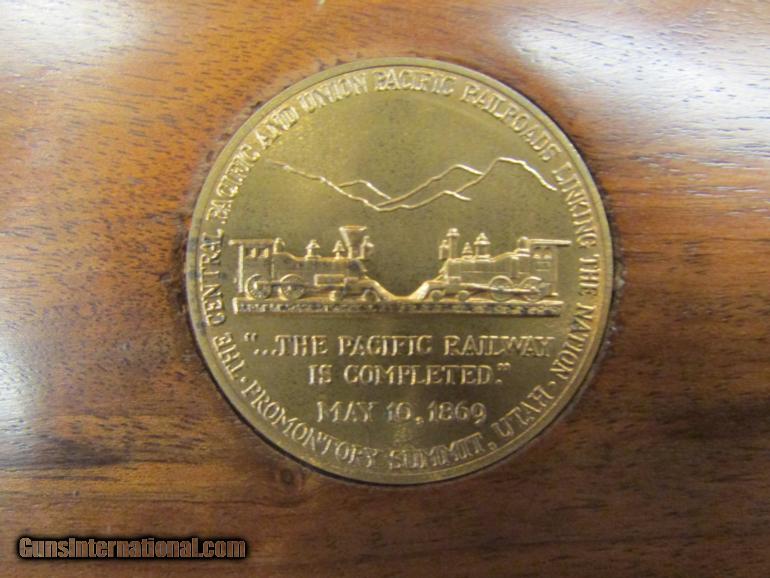 THE CENTRAL PACIFIC AND UNION PACIFIC RAILROADS LINKING THE NATION
"...THE PACIFIC RAILWAY
IS COMPLETED."
MAY 10, 1869
· PROMONTORY SUMMIT, UTAH ·
GunsInternational.com